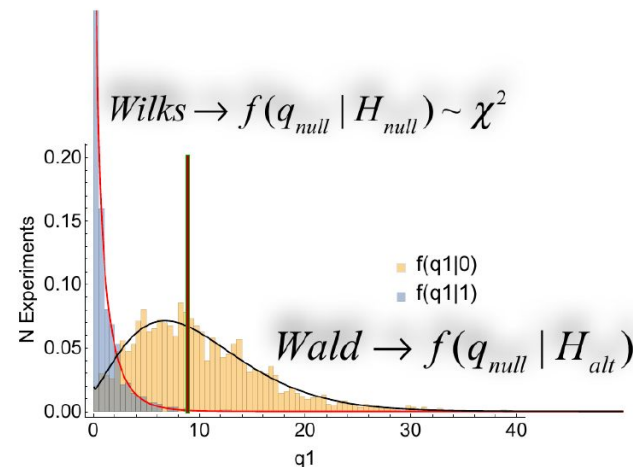 Wilks → f(q_null | H_null) ~ χ²
0.20
0.15
0.10
0.05
0.00
N Experiments
f(q1|0)
f(q1|1)
Wald → f(q_null | H_alt)
0 10 20 30 40
q1